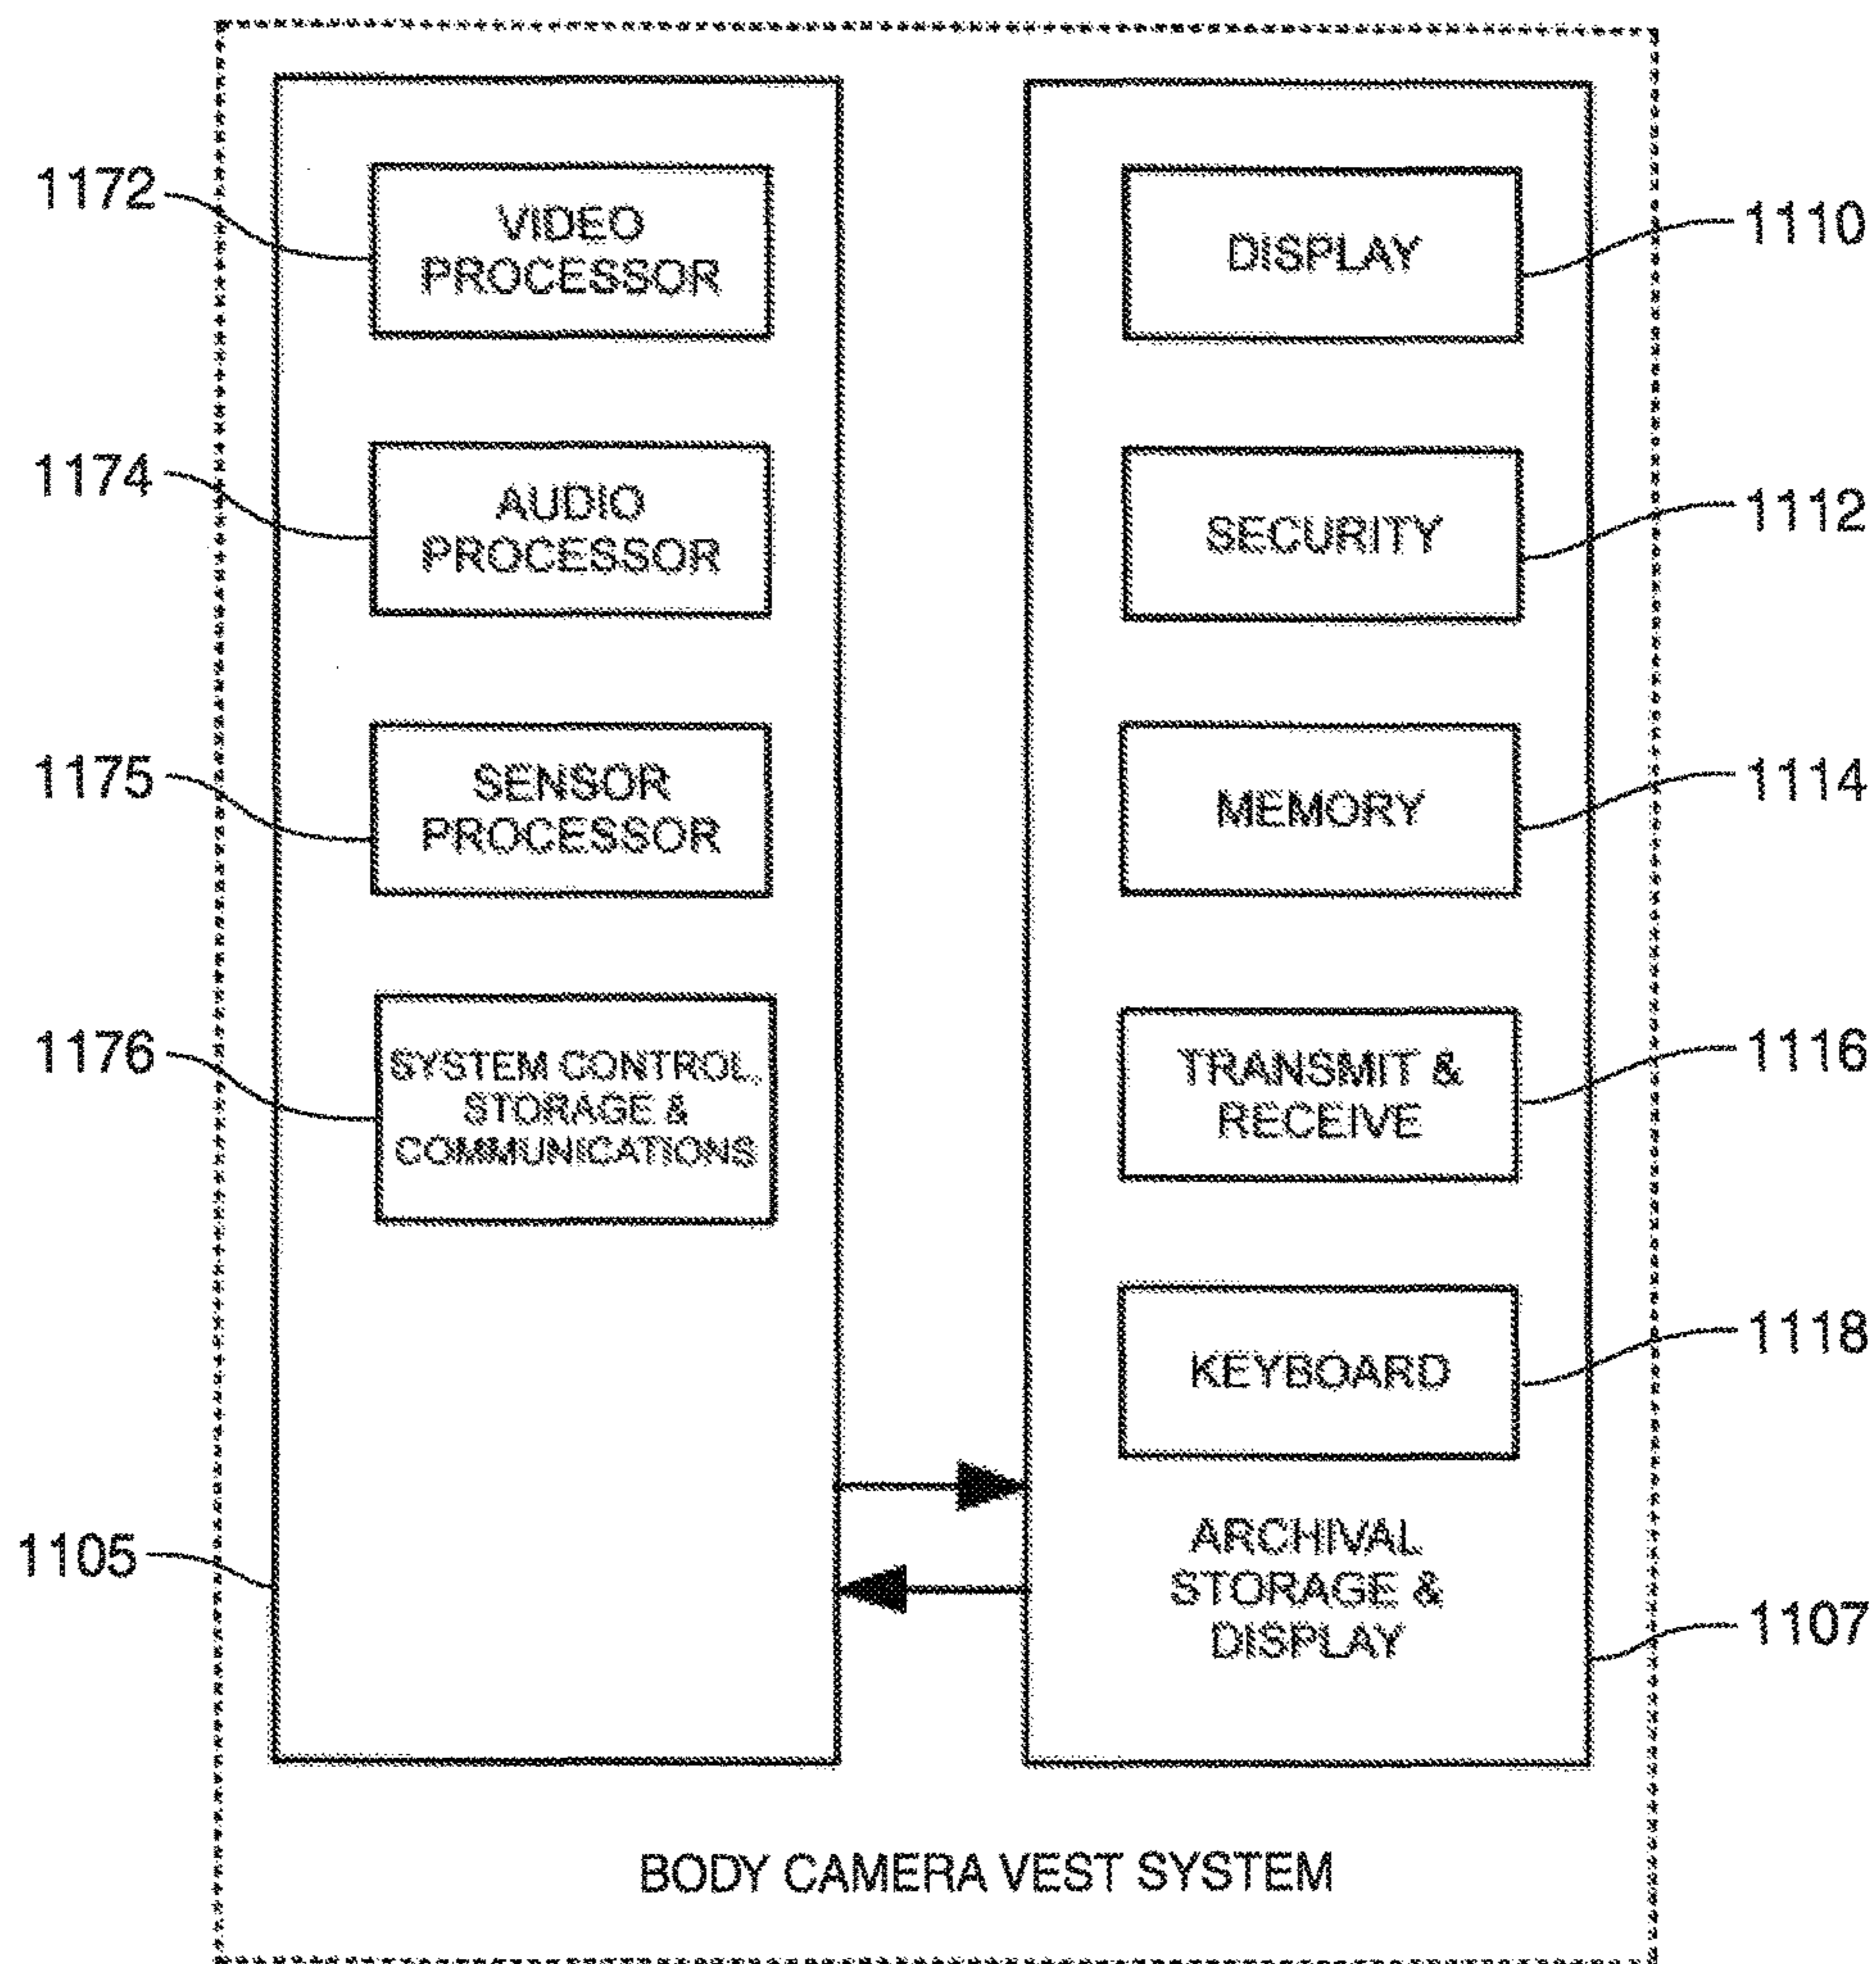 1172
VIDEO
PROCESSOR
1174
AUDIO
PROCESSOR
1175
SENSOR
PROCESSOR
1176
SYSTEM CONTROL,
STORAGE &
COMMUNICATIONS
1105
DISPLAY
1110
SECURITY
1112
MEMORY
1114
TRANSMIT &
RECEIVE
1116
KEYBOARD
1118
ARCHIVAL
STORAGE &
DISPLAY
1107
BODY CAMERA VEST SYSTEM